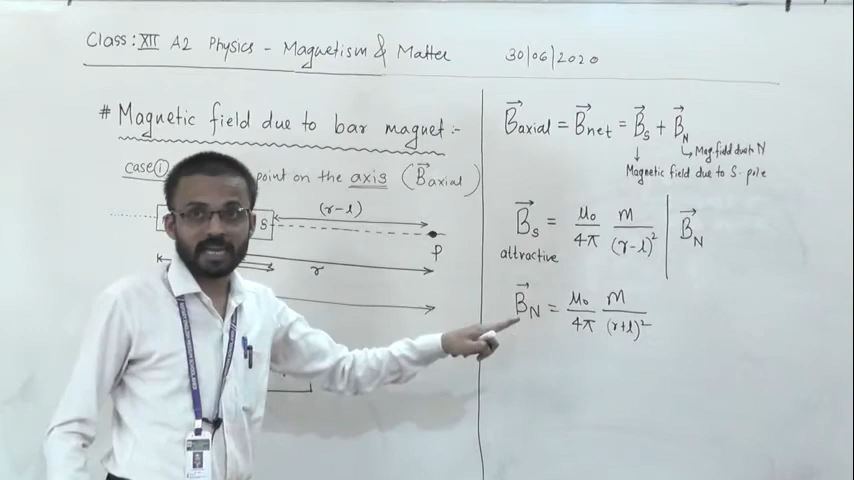 Class: XII A2 Physics - Magnetism & Matter 30/06/2020
# Magnetic field due to bar magnet :-
case (i) point on the axis (B⃗axial)
(r-l)
S
P
r
B⃗axial = B⃗net = B⃗S + B⃗N
↳ Mag. field due to N
Magnetic field due to S-pole
B⃗S = μ₀/4π m/(r-l)² | B⃗N
attractive
B⃗N = μ₀/4π m/(r+l)²